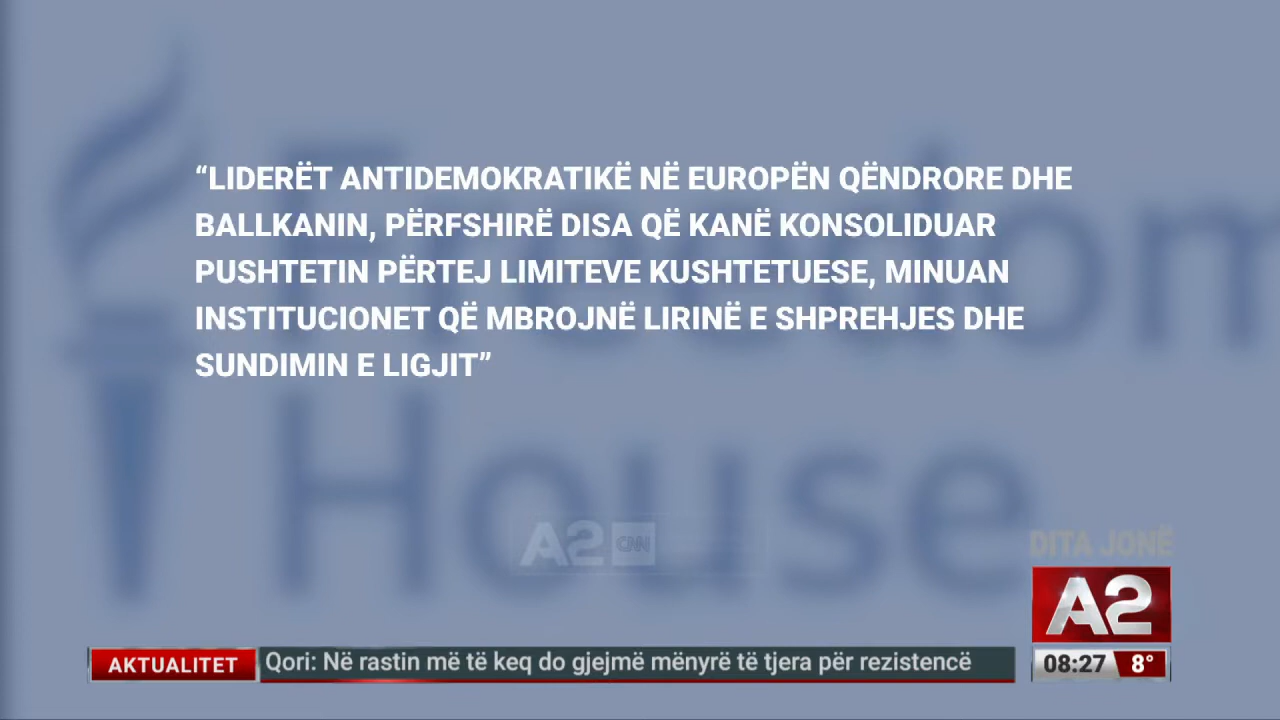 “LIDERËT ANTIDEMOKRATIKË NË EUROPËN QËNDRORE DHE
BALLKANIN, PËRFSHIRË DISA QË KANË KONSOLIDUAR
PUSHTETIN PËRTEJ LIMITEVE KUSHTETUESE, MINUAN
INSTITUCIONET QË MBROJNË LIRINË E SHPREHJES DHE
SUNDIMIN E LIGJIT”
Freedom
House
A2 CNN
DITA JONË
A2
08:27 8°
AKTUALITET Qori: Në rastin më të keq do gjejmë mënyrë të tjera për rezistencë